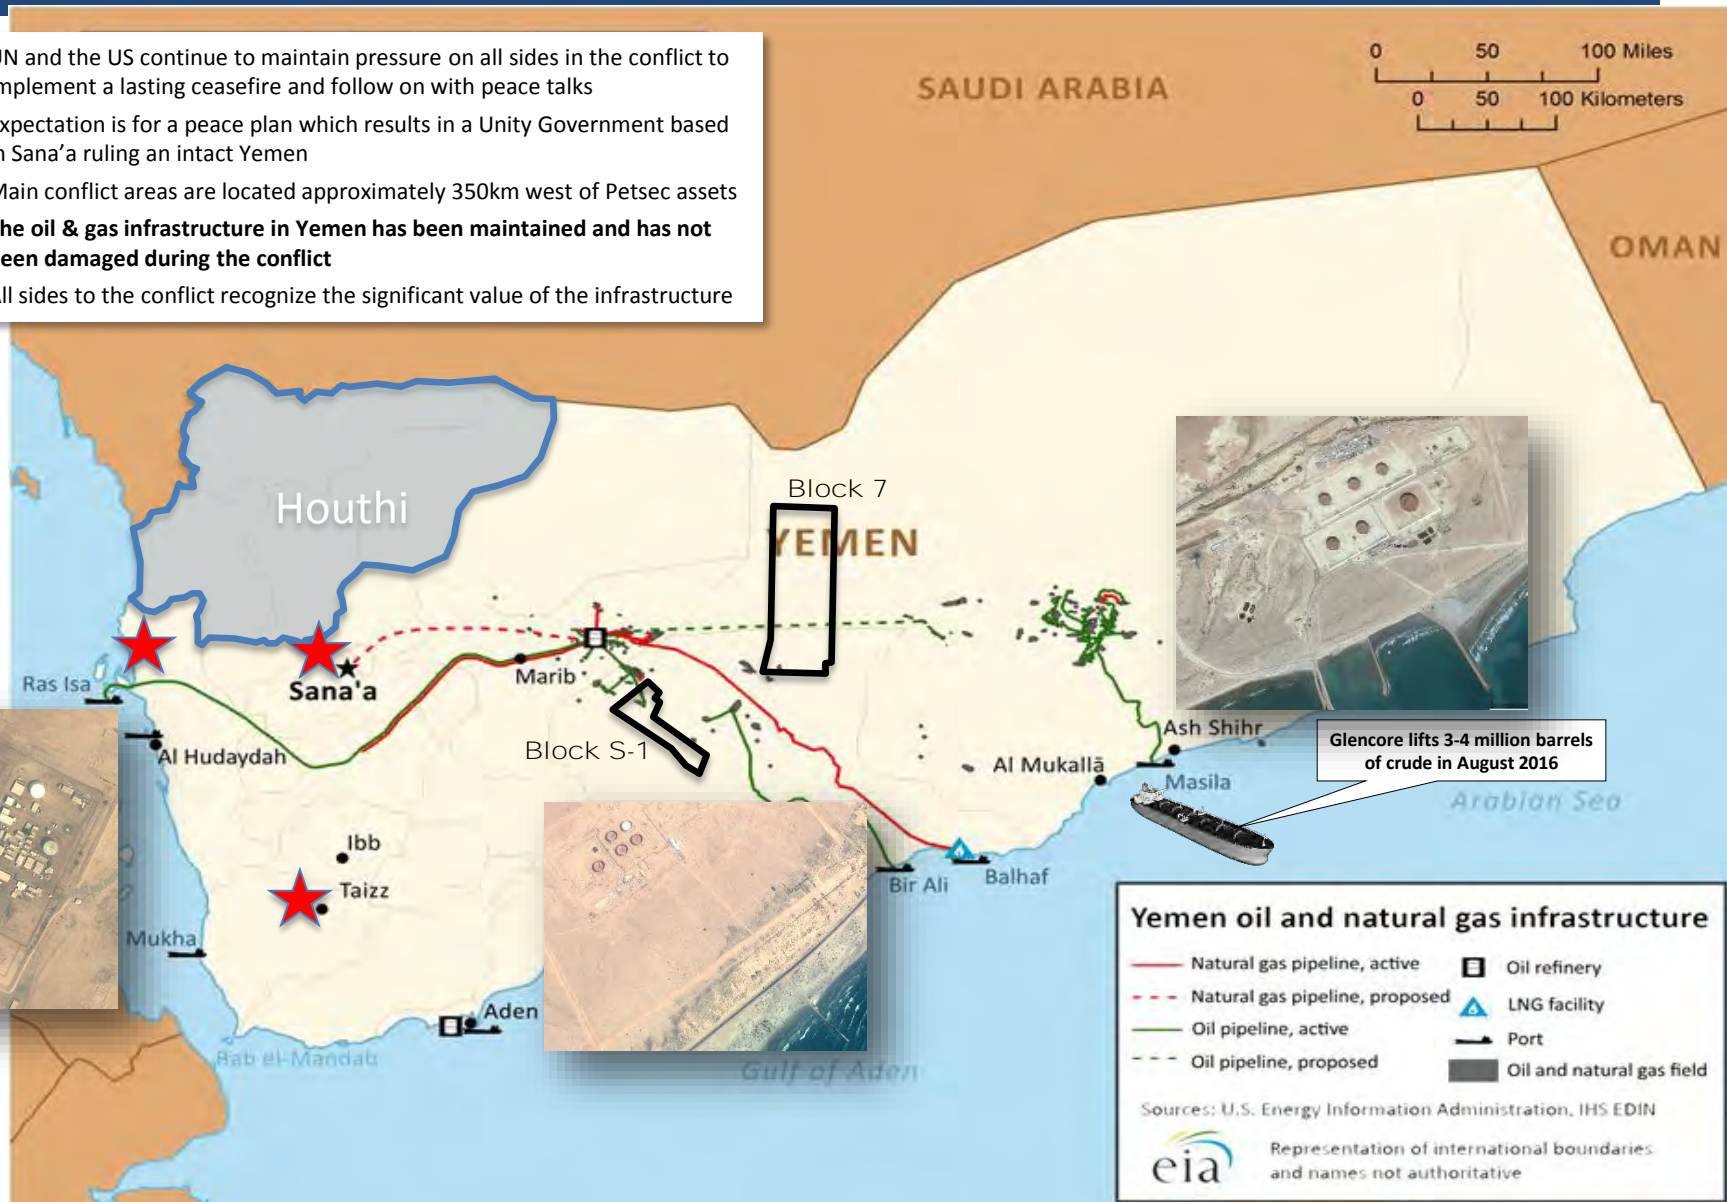 UN and the US continue to maintain pressure on all sides in the conflict to
implement a lasting ceasefire and follow on with peace talks
Expectation is for a peace plan which results in a Unity Government based
in Sana'a ruling an intact Yemen
Main conflict areas are located approximately 350km west of Petsec assets
The oil & gas infrastructure in Yemen has been maintained and has not
been damaged during the conflict
All sides to the conflict recognize the significant value of the infrastructure
0 50 100 Miles
0 50 100 Kilometers
SAUDI ARABIA
OMAN
Houthi
Block 7
YEMEN
Ras Isa
Sana'a
Marib
Al Hudaydah
Block S-1
Ash Shihr
Al Mukallā
Masila
Glencore lifts 3-4 million barrels
of crude in August 2016
Arabian Sea
Ibb
Taizz
Bir Ali
Balhaf
Mukha
Aden
Bab el-Mandab
Gulf of Aden
Yemen oil and natural gas infrastructure
Natural gas pipeline, active
Natural gas pipeline, proposed
Oil pipeline, active
Oil pipeline, proposed
Oil refinery
LNG facility
Port
Oil and natural gas field
Sources: U.S. Energy Information Administration, IHS EDIN
eia
Representation of international boundaries
and names not authoritative